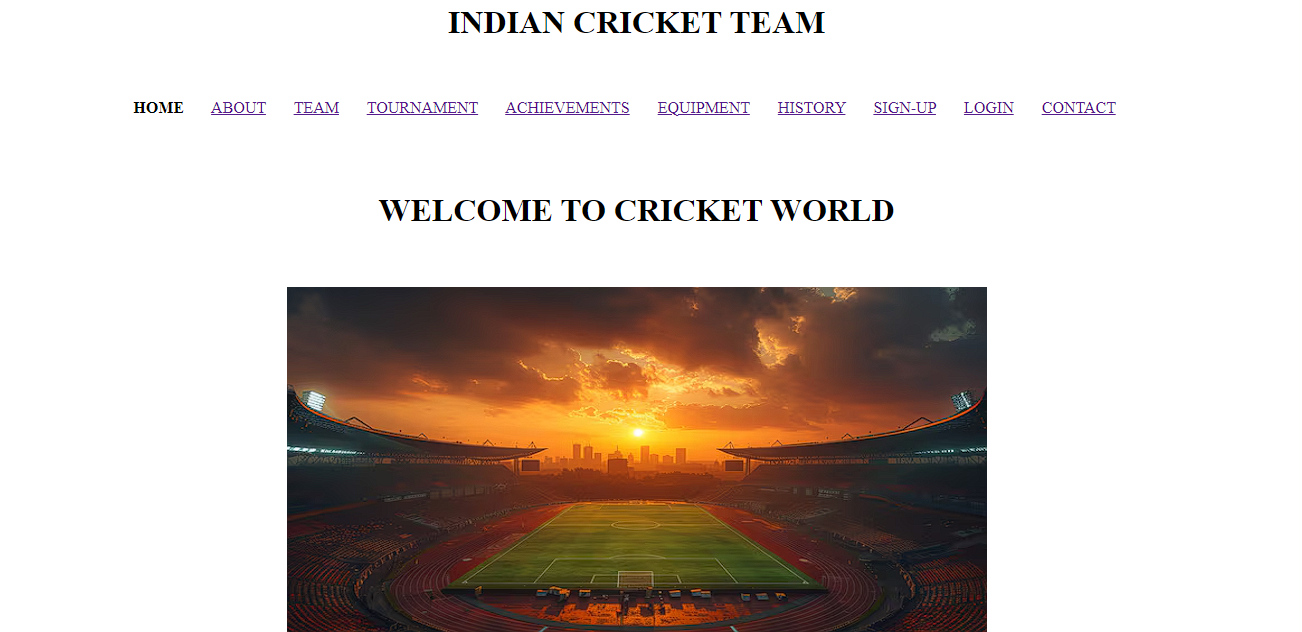 INDIAN CRICKET TEAM
HOME ABOUT TEAM TOURNAMENT ACHIEVEMENTS EQUIPMENT HISTORY SIGN-UP LOGIN CONTACT
WELCOME TO CRICKET WORLD